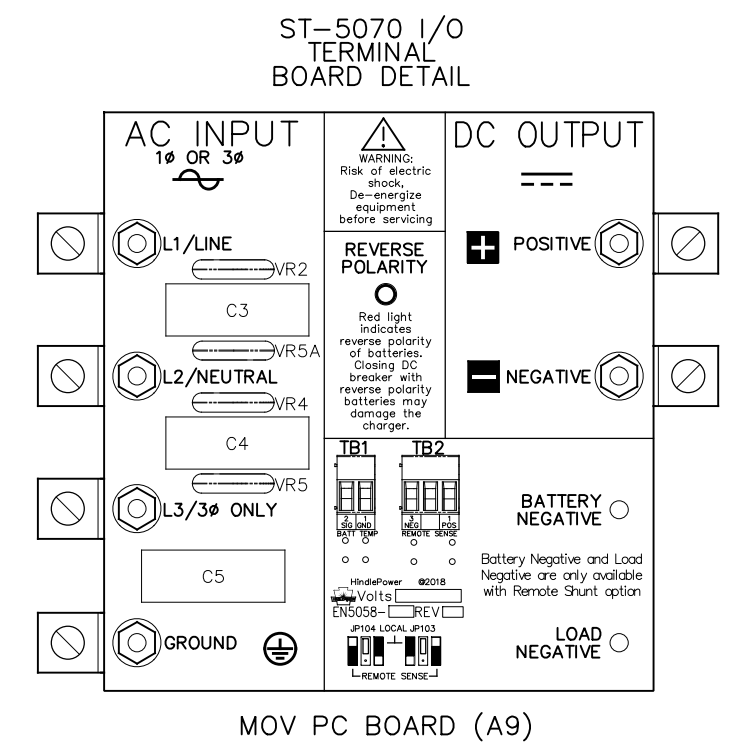 ST-5070 I/O
TERMINAL
BOARD DETAIL
AC INPUT
1ø OR 3ø
L1/LINE
VR2
C3
VR5A
L2/NEUTRAL
VR4
C4
VR5
L3/3ø ONLY
C5
GROUND
WARNING:
Risk of electric
shock,
De-energize
equipment
before servicing
REVERSE
POLARITY
Red light
indicates
reverse polarity
of batteries.
Closing DC
breaker with
reverse polarity
batteries may
damage the
charger.
DC OUTPUT
+ POSITIVE
- NEGATIVE
TB1 TB2
2 1 3 1
SIG GND NEG POS
BATT TEMP REMOTE SENSE
HindlePower ©2018
Volts
EN5058- REV
JP104 LOCAL JP103
REMOTE SENSE
BATTERY
NEGATIVE
Battery Negative and Load
Negative are only available
with Remote Shunt option
LOAD
NEGATIVE
MOV PC BOARD (A9)